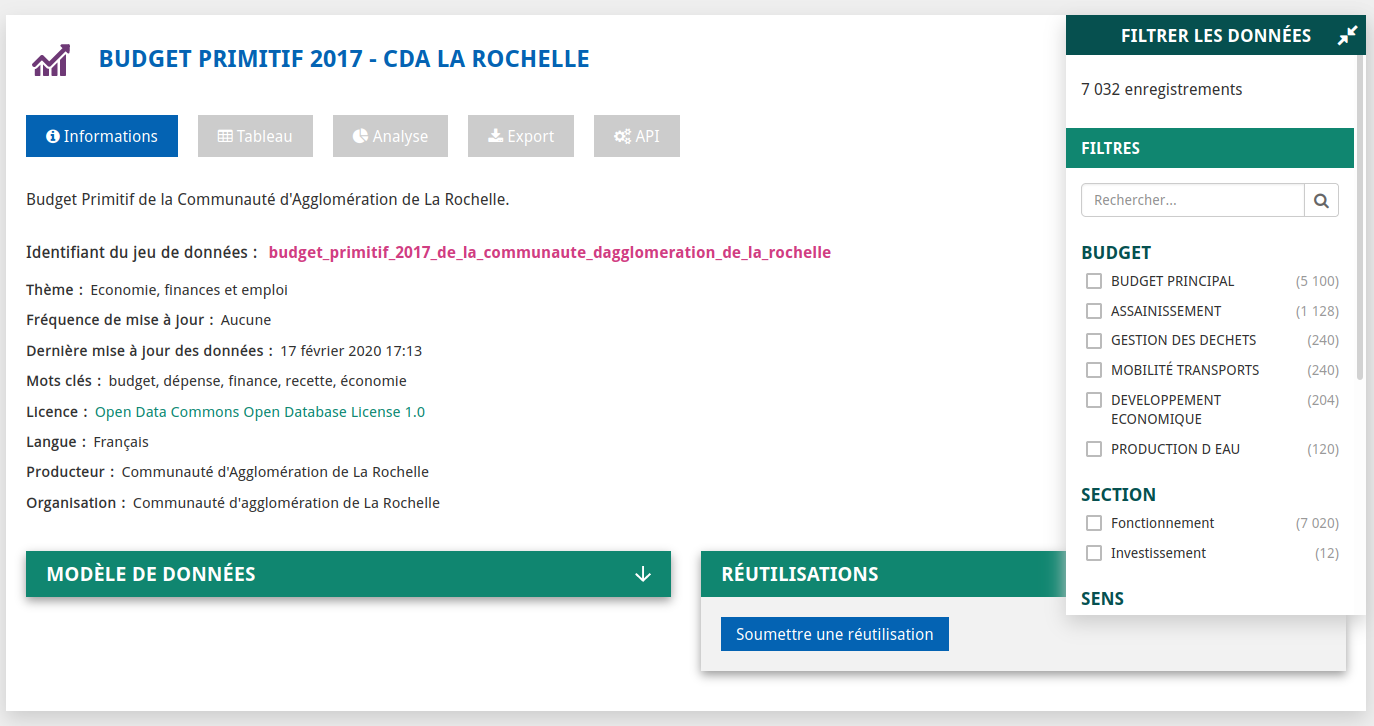 BUDGET PRIMITIF 2017 - CDA LA ROCHELLE
Informations
Tableau
Analyse
Export
API
Budget Primitif de la Communauté d'Agglomération de La Rochelle.
Identifiant du jeu de données : budget_primitif_2017_de_la_communaute_dagglomeration_de_la_rochelle
Thème : Economie, finances et emploi
Fréquence de mise à jour : Aucune
Dernière mise à jour des données : 17 février 2020 17:13
Mots clés : budget, dépense, finance, recette, économie
Licence : Open Data Commons Open Database License 1.0
Langue : Français
Producteur : Communauté d'Agglomération de La Rochelle
Organisation : Communauté d'agglomération de La Rochelle
MODÈLE DE DONNÉES
RÉUTILISATIONS
Soumettre une réutilisation
FILTRER LES DONNÉES
7 032 enregistrements
FILTRES
Rechercher...
BUDGET
BUDGET PRINCIPAL (5 100)
ASSAINISSEMENT (1 128)
GESTION DES DECHETS (240)
MOBILITÉ TRANSPORTS (240)
DEVELOPPEMENT (204)
ECONOMIQUE
PRODUCTION D EAU (120)
SECTION
Fonctionnement (7 020)
Investissement (12)
SENS